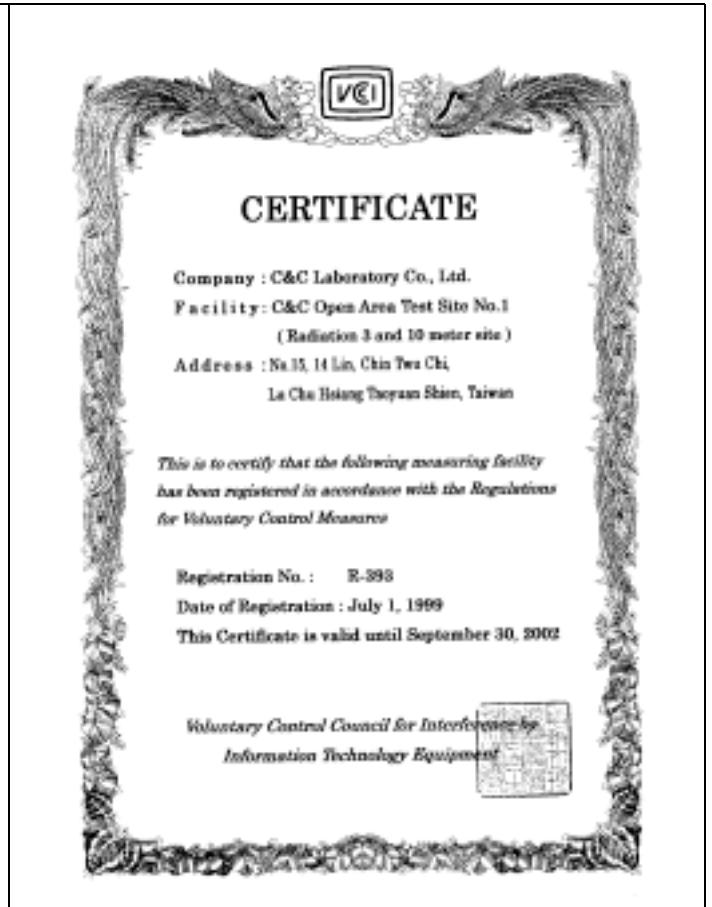 VCCI
CERTIFICATE
Company : C&C Laboratory Co., Ltd.
Facility : C&C Open Area Test Site No.1
( Radiation 3 and 10 meter site )
Address : No.15, 14 Lin, Chin Twu Chi,
Lu Chu Hsiang Taoyuan Shien, Taiwan
This is to certify that the following measuring facility
has been registered in accordance with the Regulations
for Voluntary Control Measures
Registration No. : R-393
Date of Registration : July 1, 1999
This Certificate is valid until September 30, 2002
Voluntary Control Council for Interference by
Information Technology Equipment